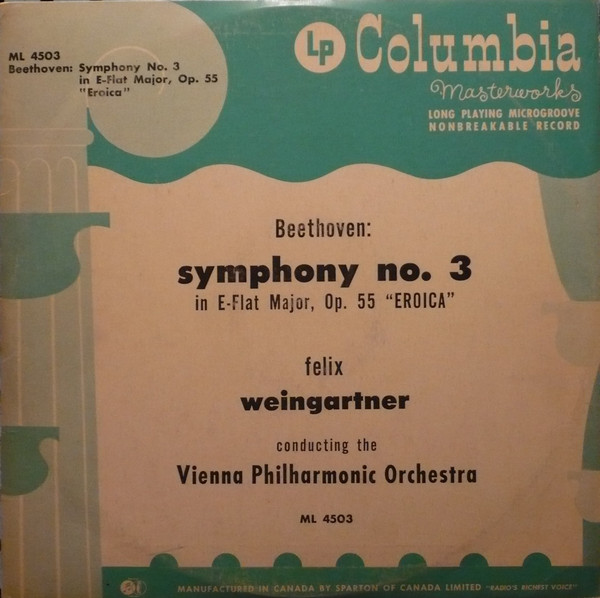 ML 4503
Beethoven: Symphony No. 3
in E-Flat Major, Op. 55
"Eroica"
Lp Columbia
Masterworks
LONG PLAYING MICROGROOVE
NONBREAKABLE RECORD
Beethoven:
symphony no. 3
in E-Flat Major, Op. 55 "EROICA"
felix
weingartner
conducting the
Vienna Philharmonic Orchestra
ML 4503
MANUFACTURED IN CANADA BY SPARTON OF CANADA LIMITED "RADIO'S RICHEST VOICE"